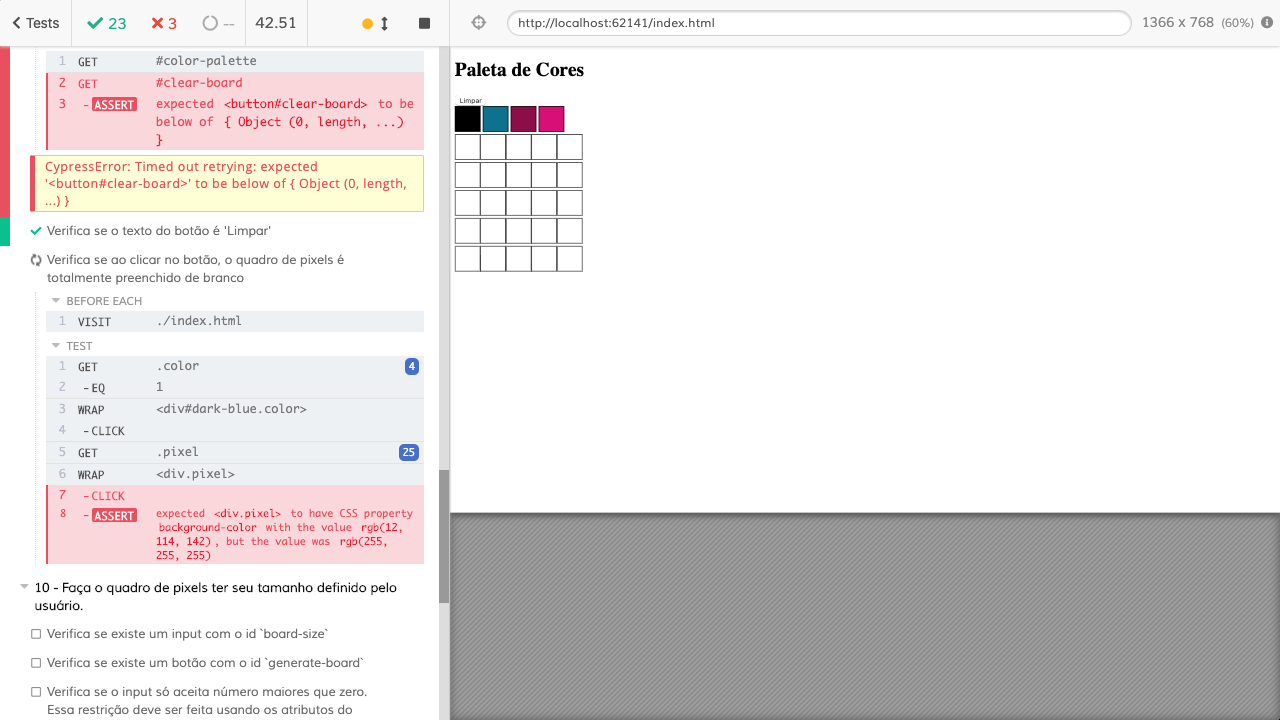 Tests
23
3
--
42.51
http://localhost:62141/index.html
1366 x 768 (60%)
1 GET #color-palette
2 GET #clear-board
3 -ASSERT expected <button#clear-board> to be
below of { Object (0, length, ...)
}
CypressError: Timed out retrying: expected
'<button#clear-board>' to be below of { Object (0, length,
...) }
Verifica se o texto do botão é 'Limpar'
Verifica se ao clicar no botão, o quadro de pixels é
totalmente preenchido de branco
BEFORE EACH
1 VISIT ./index.html
TEST
1 GET .color 4
2 -EQ 1
3 WRAP <div#dark-blue.color>
4 -CLICK
5 GET .pixel 25
6 WRAP <div.pixel>
7 -CLICK
8 -ASSERT expected <div.pixel> to have CSS property
background-color with the value rgb(12,
114, 142), but the value was rgb(255,
255, 255)
10 - Faça o quadro de pixels ter seu tamanho definido pelo
usuário.
Verifica se existe um input com o id `board-size`
Verifica se existe um botão com o id `generate-board`
Verifica se o input só aceita número maiores que zero.
Essa restrição deve ser feita usando os atributos do
Paleta de Cores
Limpar